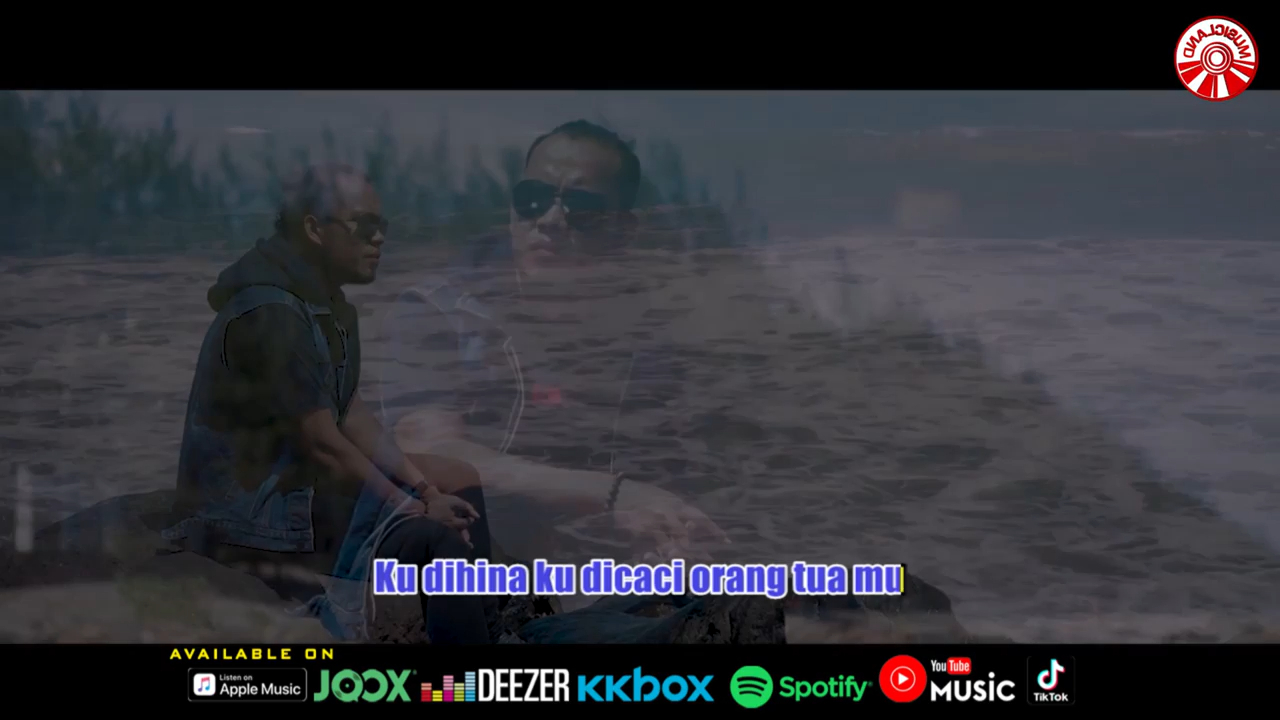 MUSICLAND
Ku dihina ku dicaci orang tua mu
AVAILABLE ON
Listen on
Apple Music
JOOX
DEEZER
KKBOX
Spotify
YouTube
MUSIC
TikTok